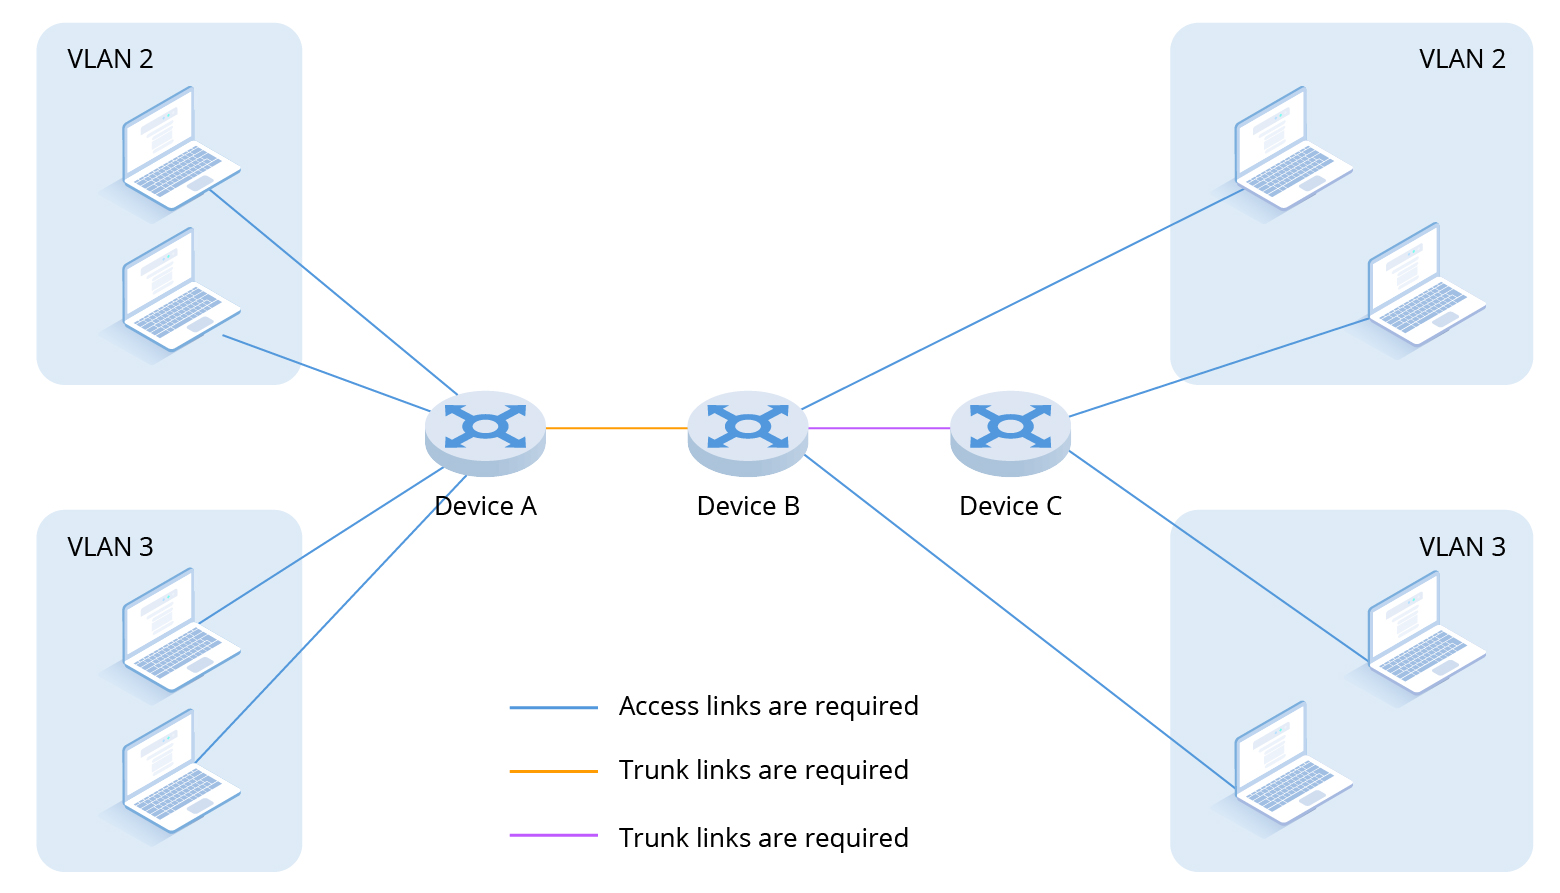 VLAN 2
VLAN 2
Device A
Device B
Device C
VLAN 3
VLAN 3
Access links are required
Trunk links are required
Trunk links are required